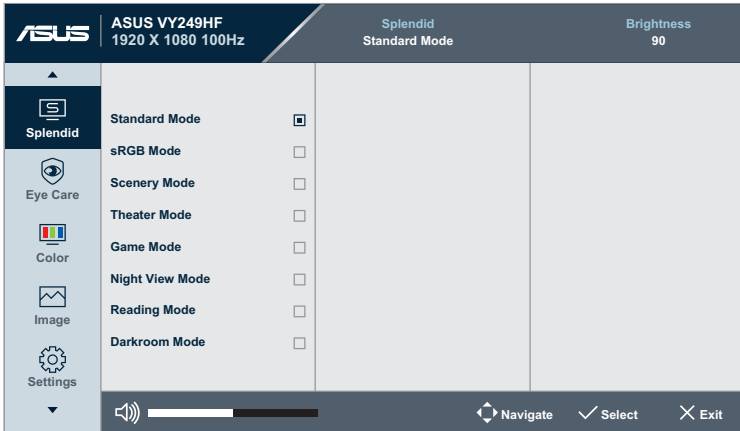 ASUS
ASUS VY249HF
1920 X 1080 100Hz
Splendid
Standard Mode
Brightness
90
S
Splendid
Eye Care
Color
Image
Settings
Standard Mode
sRGB Mode
Scenery Mode
Theater Mode
Game Mode
Night View Mode
Reading Mode
Darkroom Mode
Navigate
Select
Exit